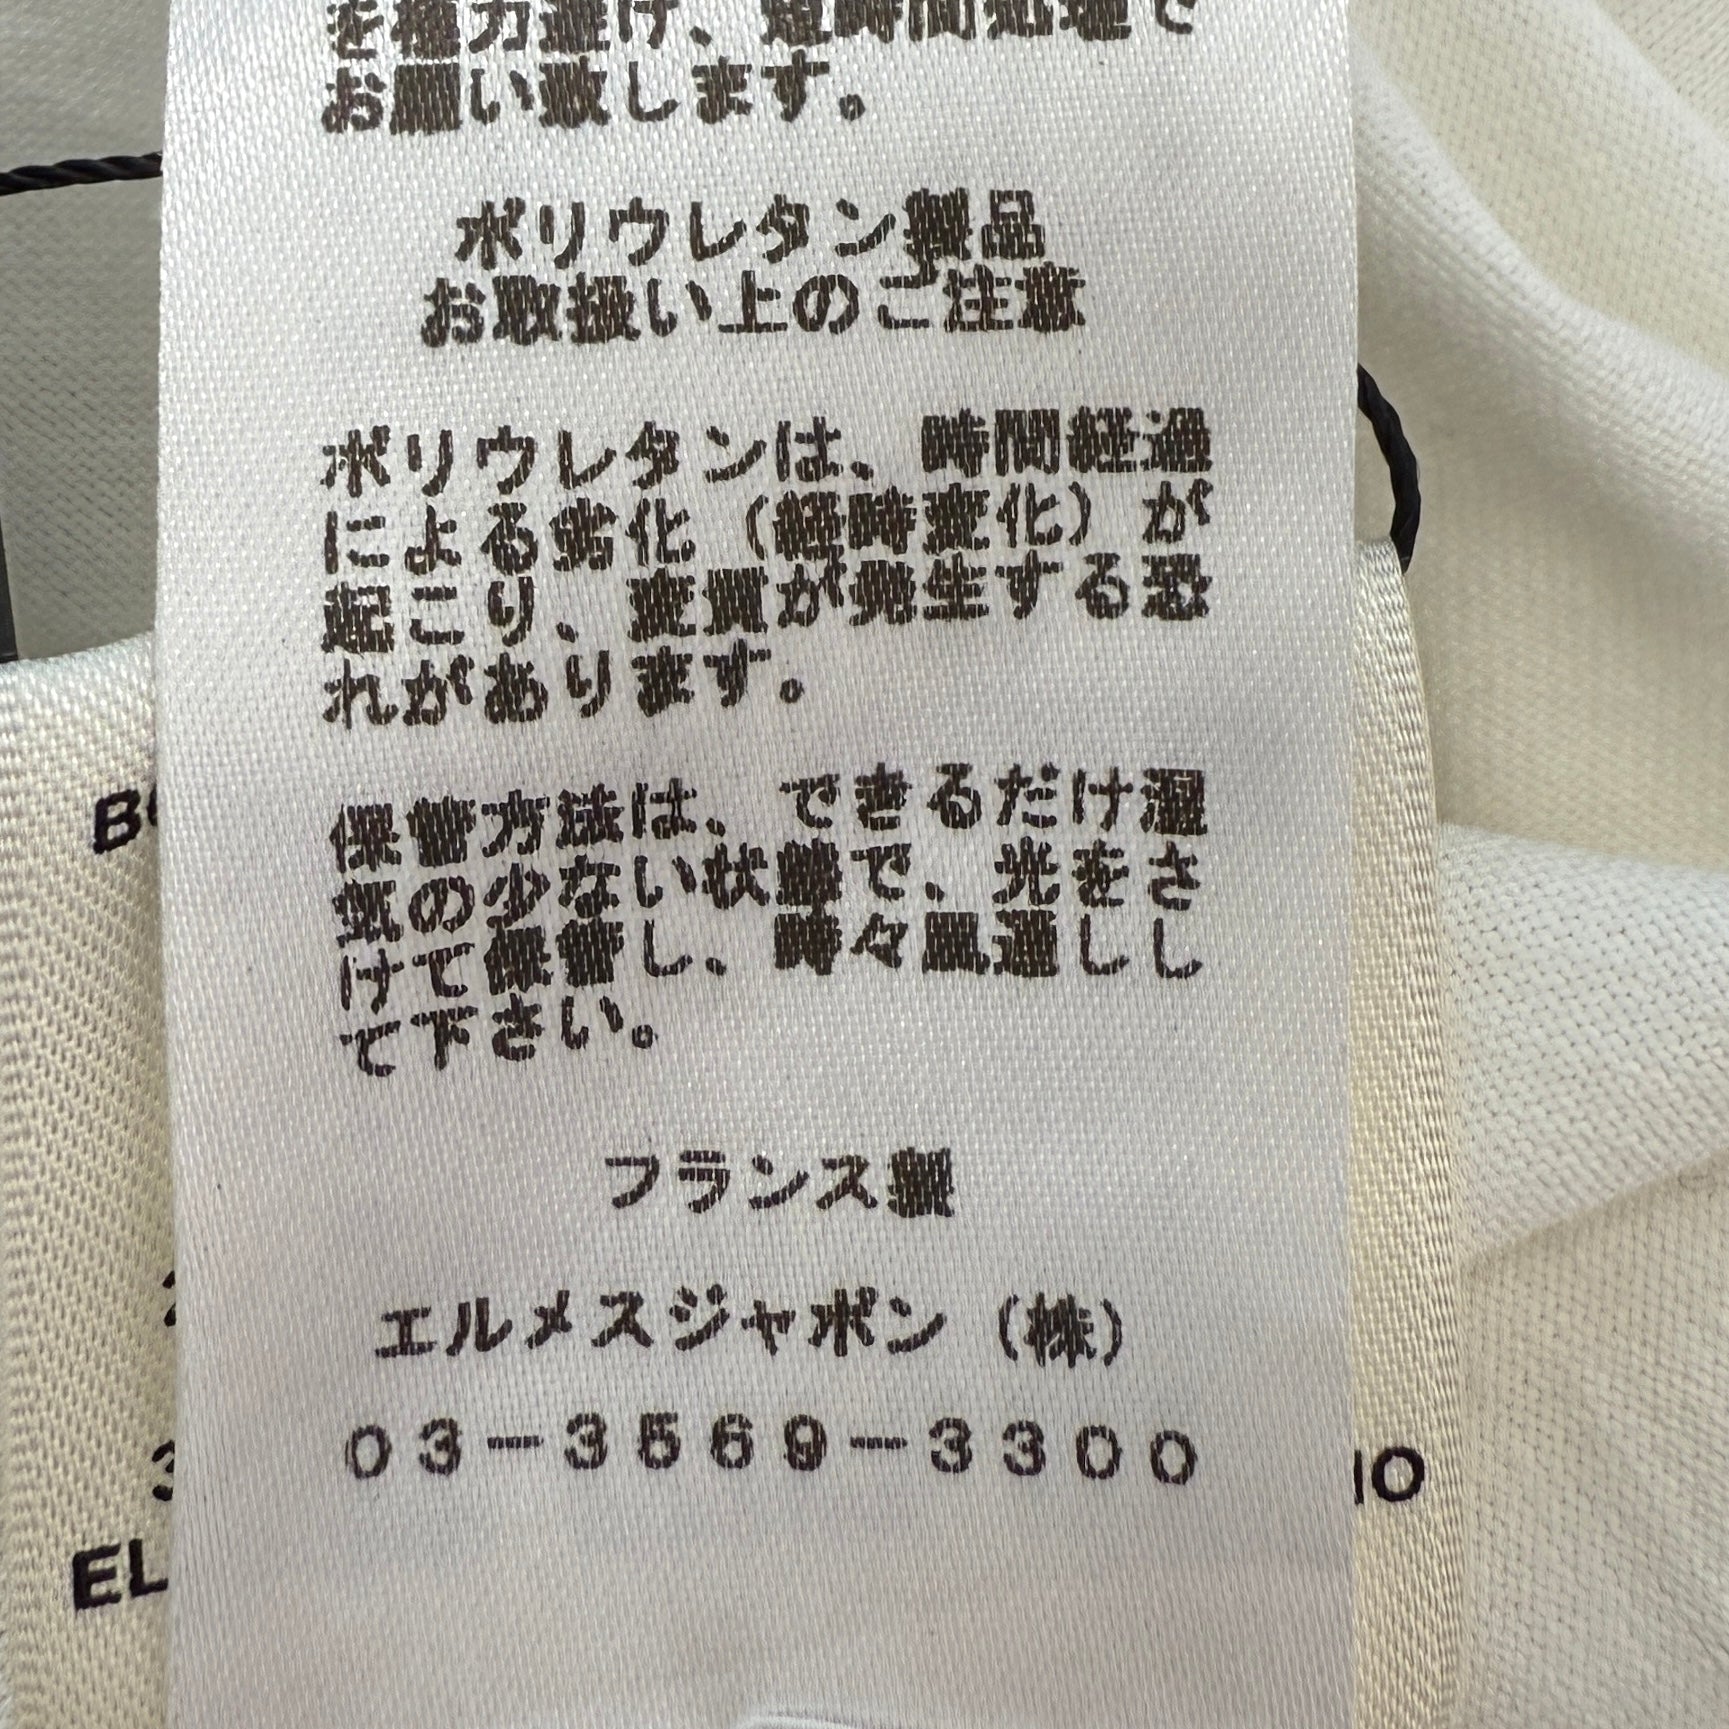 を極力避け、短時間処理で
お願い致します。
ポリウレタン製品
お取扱い上のご注意
ポリウレタンは、時間経過
による劣化（経時変化）が
起こり、変質が発生する恐
れがあります。
保管方法は、できるだけ湿
気の少ない状態で、光をさ
けて保管し、時々風通しし
て下さい。
フランス製
エルメスジャポン（株）
03-3569-3300
EL